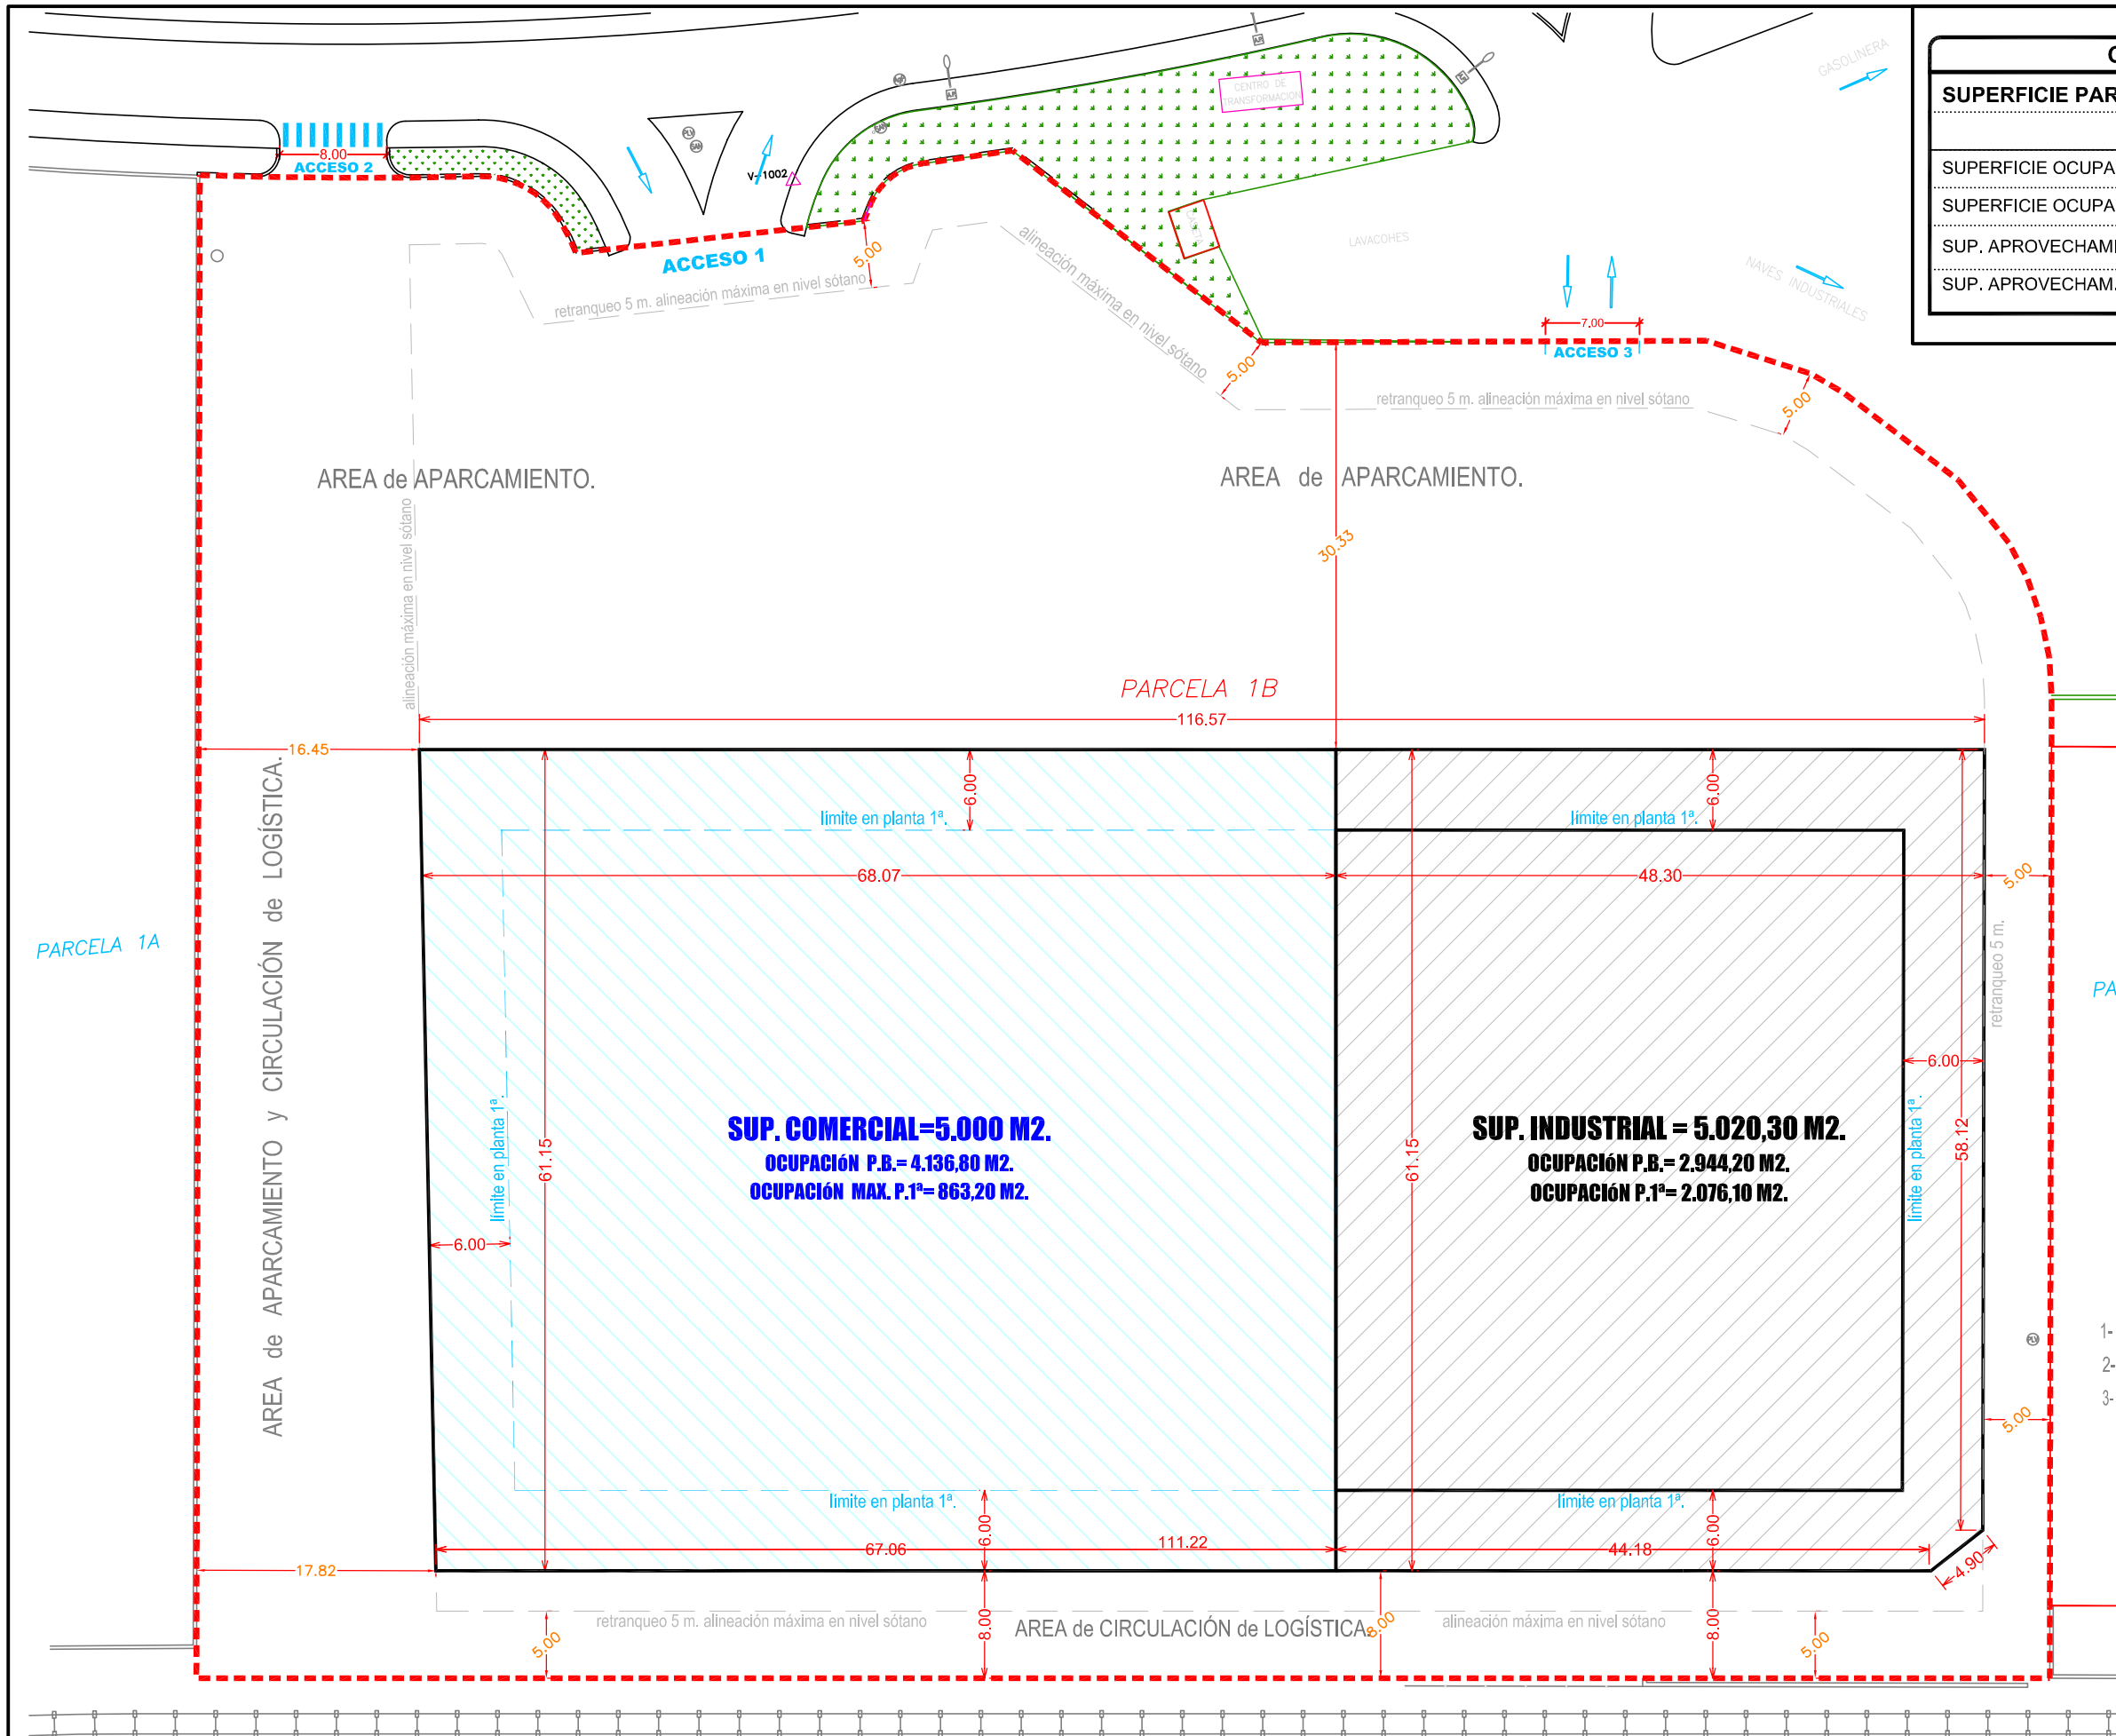 GASOLINERA
C
SUPERFICIE PAR
SUPERFICIE OCUPA
SUPERFICIE OCUPA
SUP. APROVECHAMI
SUP. APROVECHAM.
CENTRO DE
TRANSFORMACION
8.00
ACCESO 2
V-1002
ACCESO 1
5.00
retranqueo 5 m. alineación máxima en nivel sótano
alineación máxima en nivel sótano
CASETA
LAVACOHES
NAVES INDUSTRIALES
7.00
ACCESO 3
5.00
retranqueo 5 m. alineación máxima en nivel sótano
5.00
AREA de APARCAMIENTO.
AREA de APARCAMIENTO.
alineación máxima en nivel sótano
30.33
PARCELA 1B
116.57
16.45
6.00
6.00
límite en planta 1ª.
límite en planta 1ª.
68.07
48.30
5.00
PARCELA 1A
AREA de APARCAMIENTO y CIRCULACIÓN de LOGÍSTICA.
retranqueo 5 m.
PA
6.00
límite en planta 1ª.
61.15
SUP. COMERCIAL=5.000 M2.
OCUPACIóN P.B.= 4.136,80 M2.
OCUPACIóN MAX. P.1ª= 863,20 M2.
61.15
SUP. INDUSTRIAL = 5.020,30 M2.
OCUPACIóN P.B.= 2.944,20 M2.
OCUPACIóN P.1ª= 2.076,10 M2.
límite en planta 1ª.
58.12
6.00
1-
2-
3-
5.00
límite en planta 1ª.
límite en planta 1ª.
6.00
6.00
67.06
111.22
44.18
4.90
17.82
retranqueo 5 m. alineación máxima en nivel sótano
AREA de CIRCULACIÓN de LOGÍSTICA.
alineación máxima en nivel sótano
5.00
8.00
8.00
8.00
5.00